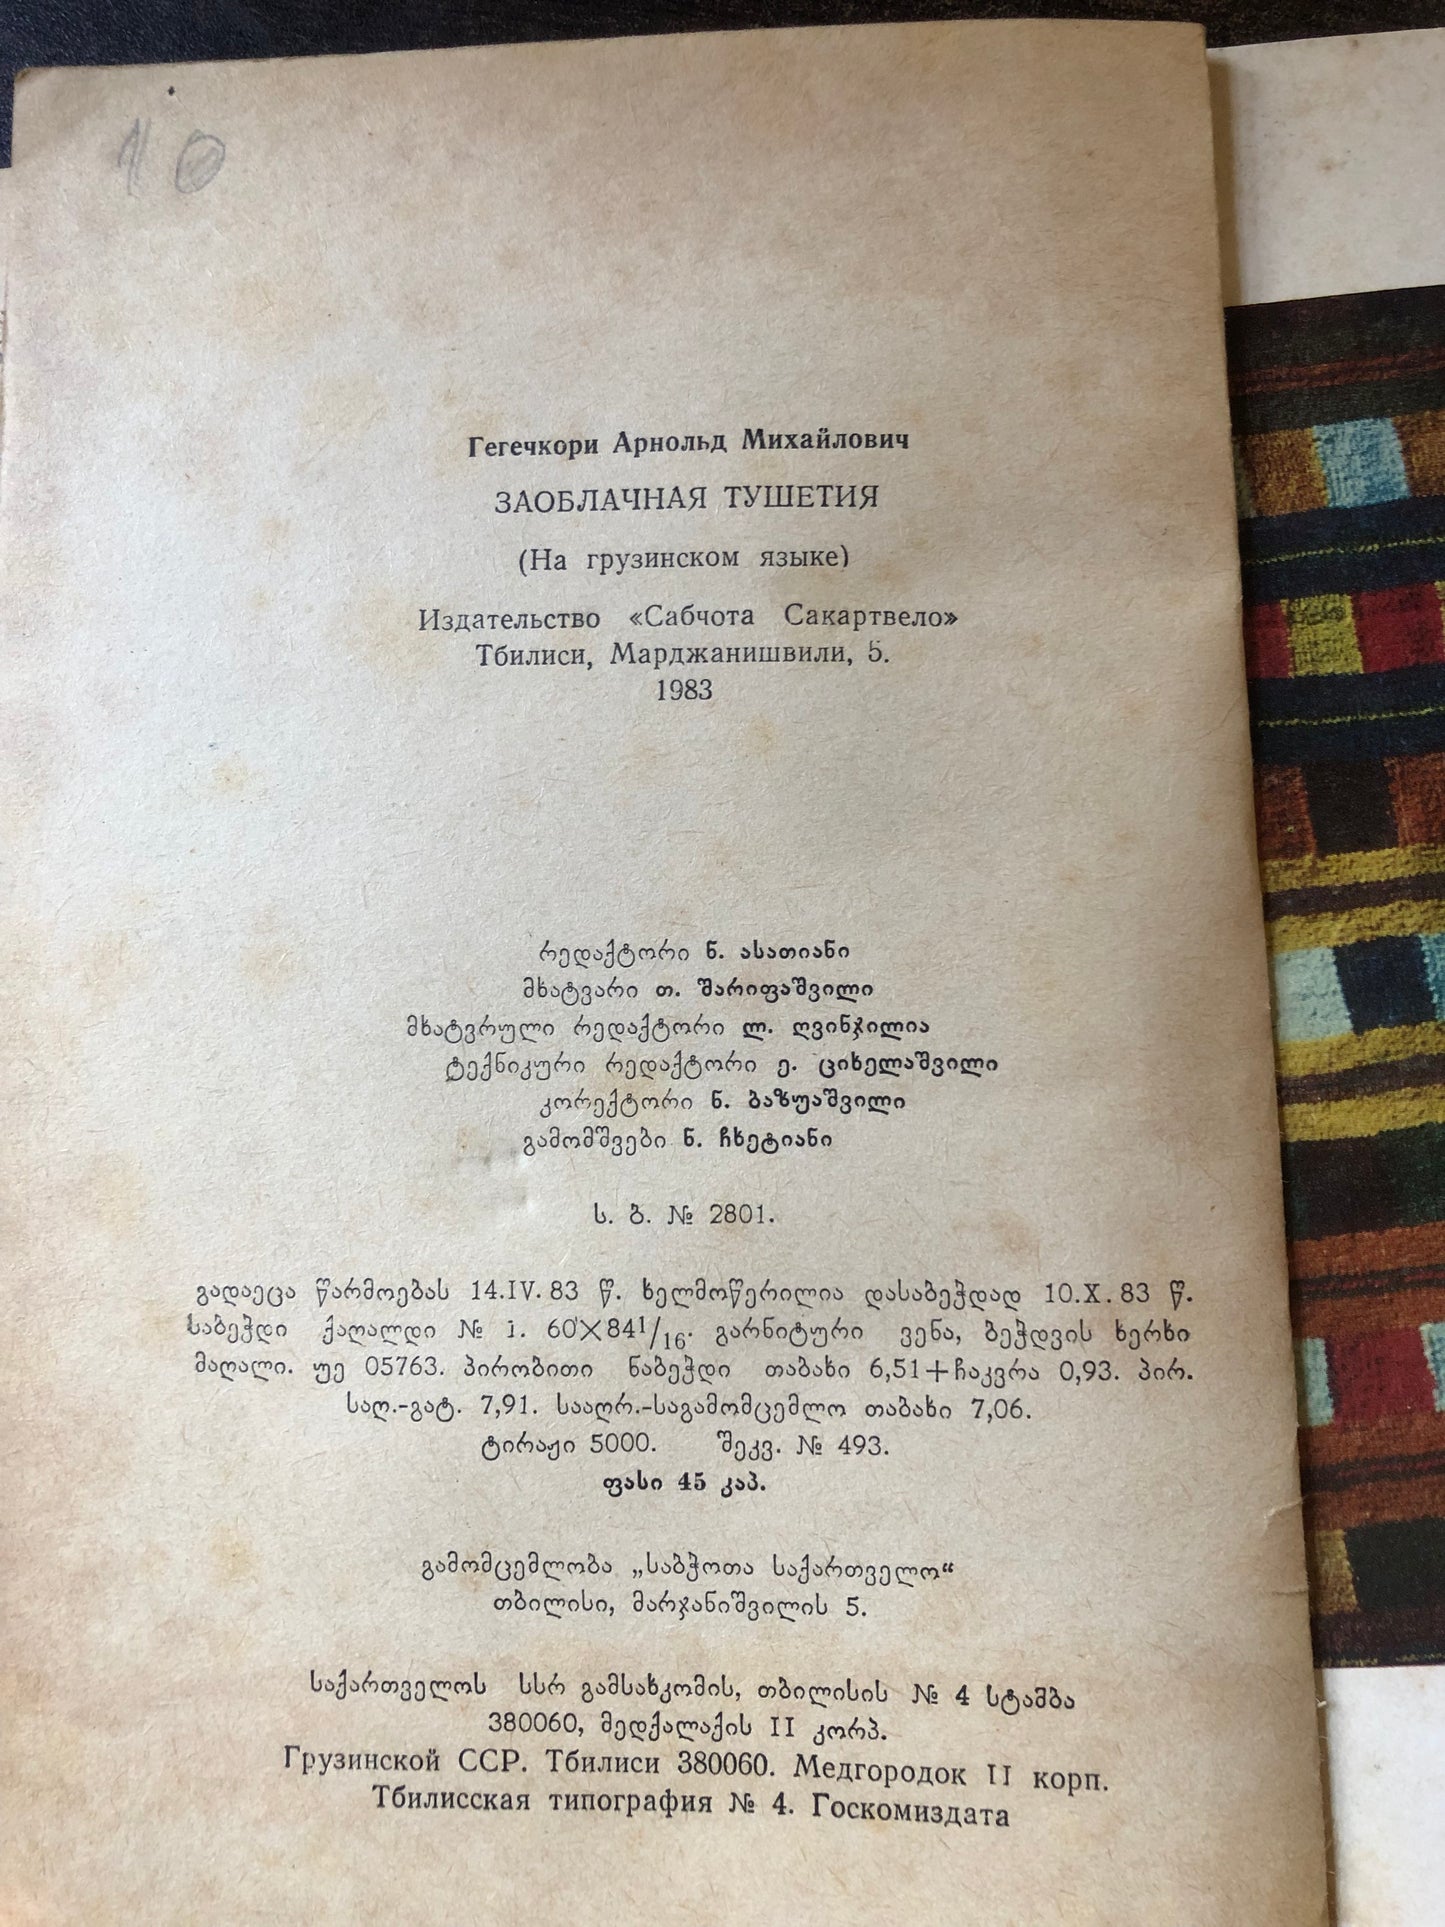 10
Гегечкори Арнольд Михайлович
ЗАОБЛАЧНАЯ ТУШЕТИЯ
(На грузинском языке)
Издательство «Сабчота Сакартвело»
Тбилиси, Марджанишвили, 5.
1983
რედაქტორი ნ. ასათიანი
მხატვარი თ. შარიფაშვილი
მხატვრული რედაქტორი ლ. ღვინჯილია
ტექნიკური რედაქტორი ე. ციხელაშვილი
კორექტორი ნ. ბაზუაშვილი
გამომშვები ნ. ჩხეტიანი
ს. ბ. № 2801.
გადაეცა წარმოებას 14.IV.83 წ. ხელმოწერილია დასაბეჭდად 10.X.83 წ.
საბეჭდი ქაღალდი № 1. 60×84¹/₁₆. გარნიტური ვენა, ბეჭდვის ხერხი
მაღალი. უე 05763. პირობითი ნაბეჭდი თაბახი 6,51+ჩაკვრა 0,93. პირ.
საღ.-გატ. 7,91. სააღრ.-საგამომცემლო თაბახი 7,06.
ტირაჟი 5000. შეკვ. № 493.
ფასი 45 კაპ.
გამომცემლობა „საბჭოთა საქართველო“
თბილისი, მარჯანიშვილის 5.
საქართველოს სსრ გამსახკომის, თბილისის № 4 სტამბა
380060, მედქალაქის II კორპ.
Грузинской ССР. Тбилиси 380060. Медгородок II корп.
Тбилисская типография № 4. Госкомиздата